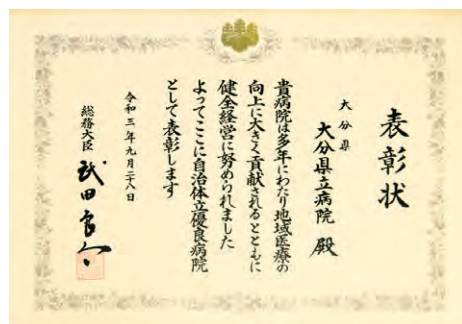 表彰状
大分県
大分県立病院 殿
貴病院は多年にわたり地域医療の
向上に大きく貢献されるとともに
健全経営に努められました
よってここに自治体立優良病院
として表彰します
令和三年九月二十八日
総務大臣 武田良太